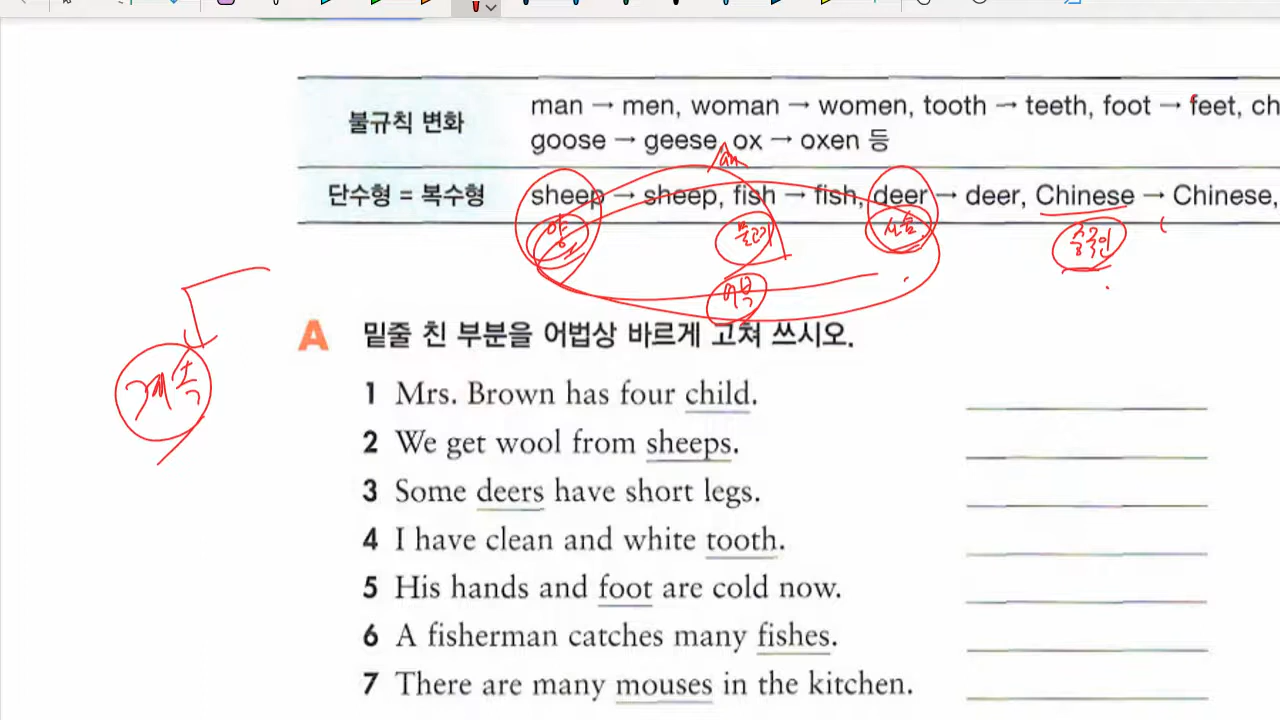 불규칙 변화
man → men, woman → women, tooth → teeth, foot → feet, ch
goose → geese, ox → oxen 등
an
단수형 = 복수형
sheep → sheep, fish → fish, deer → deer, Chinese → Chinese,
양 물고기 사슴 중국인
어부
계속
A 밑줄 친 부분을 어법상 바르게 고쳐 쓰시오.
1 Mrs. Brown has four child.
2 We get wool from sheeps.
3 Some deers have short legs.
4 I have clean and white tooth.
5 His hands and foot are cold now.
6 A fisherman catches many fishes.
7 There are many mouses in the kitchen.